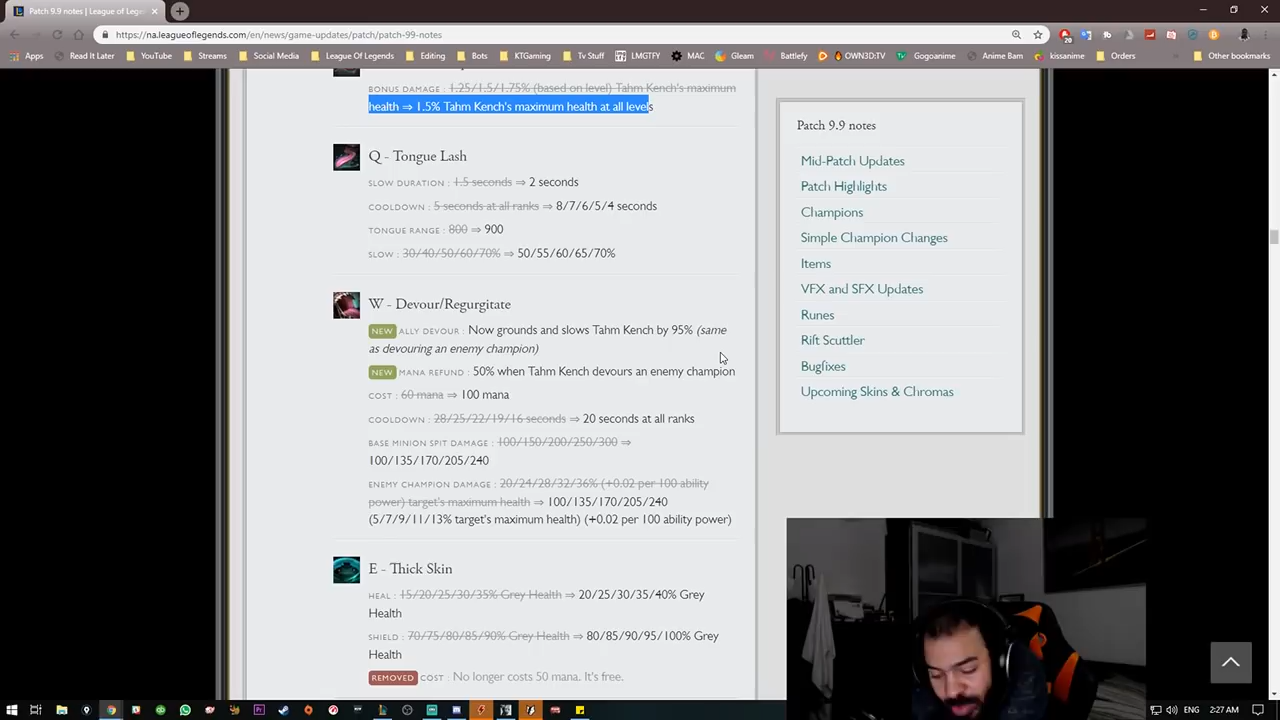 Patch 9.9 notes | League of Leg
https://na.leagueoflegends.com/en/news/game-updates/patch/patch-99-notes
Apps
Read It Later
YouTube
Streams
Social Media
League Of Legends
Editing
Bots
KTGaming
Tv Stuff
LMGTFY
MAC
Gleam
Battlefy
OWN3D:TV
Gogoanime
Anime Bam
kissanime
Orders
Other bookmarks
BONUS DAMAGE : 1.25/1.5/1.75% (based on level) Tahm Kench's maximum
health ⇒ 1.5% Tahm Kench's maximum health at all levels
Q - Tongue Lash
SLOW DURATION : 1.5 seconds ⇒ 2 seconds
COOLDOWN : 5 seconds at all ranks ⇒ 8/7/6/5/4 seconds
TONGUE RANGE : 800 ⇒ 900
SLOW : 30/40/50/60/70% ⇒ 50/55/60/65/70%
W - Devour/Regurgitate
NEW ALLY DEVOUR : Now grounds and slows Tahm Kench by 95% (same
as devouring an enemy champion)
NEW MANA REFUND : 50% when Tahm Kench devours an enemy champion
COST : 60 mana ⇒ 100 mana
COOLDOWN : 28/25/22/19/16 seconds ⇒ 20 seconds at all ranks
BASE MINION SPIT DAMAGE : 100/150/200/250/300 ⇒
100/135/170/205/240
ENEMY CHAMPION DAMAGE : 20/24/28/32/36% (+0.02 per 100 ability
power) target's maximum health ⇒ 100/135/170/205/240
(5/7/9/11/13% target's maximum health) (+0.02 per 100 ability power)
E - Thick Skin
HEAL : 15/20/25/30/35% Grey Health ⇒ 20/25/30/35/40% Grey
Health
SHIELD : 70/75/80/85/90% Grey Health ⇒ 80/85/90/95/100% Grey
Health
REMOVED COST : No longer costs 50 mana. It's free.
Patch 9.9 notes
Mid-Patch Updates
Patch Highlights
Champions
Simple Champion Changes
Items
VFX and SFX Updates
Runes
Rift Scuttler
Bugfixes
Upcoming Skins & Chromas
2:27 AM